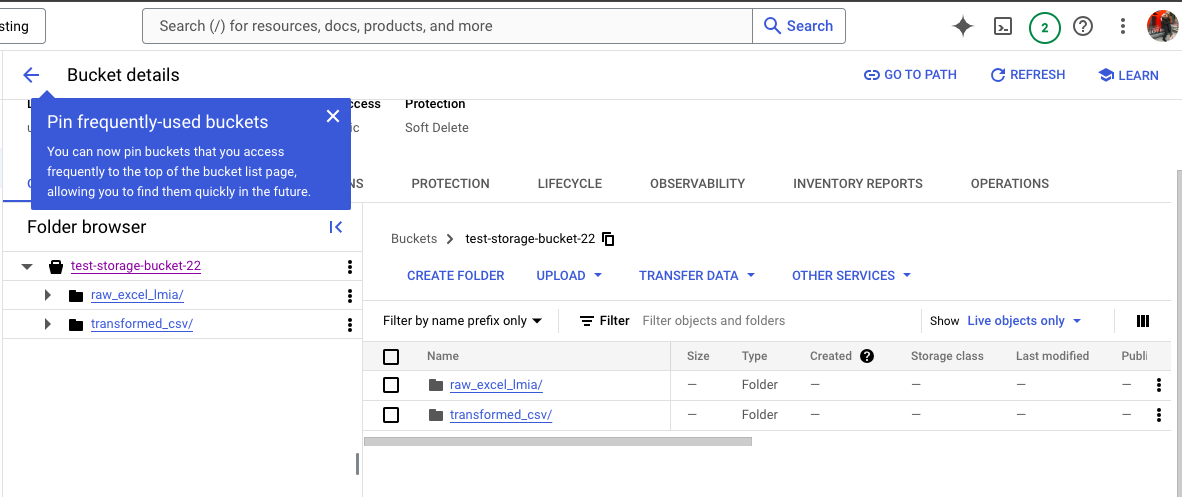 sting
Search (/) for resources, docs, products, and more
Search
2
Bucket details
GO TO PATH
REFRESH
LEARN
Protection
Soft Delete
Pin frequently-used buckets
You can now pin buckets that you access
frequently to the top of the bucket list page,
allowing you to find them quickly in the future.
PROTECTION
LIFECYCLE
OBSERVABILITY
INVENTORY REPORTS
OPERATIONS
Folder browser
test-storage-bucket-22
raw_excel_lmia/
transformed_csv/
Buckets
test-storage-bucket-22
CREATE FOLDER
UPLOAD
TRANSFER DATA
OTHER SERVICES
Filter by name prefix only
Filter
Filter objects and folders
Show
Live objects only
Name Size Type Created Storage class Last modified Publi
raw_excel_lmia/ — Folder — — — —
transformed_csv/ — Folder — — — —